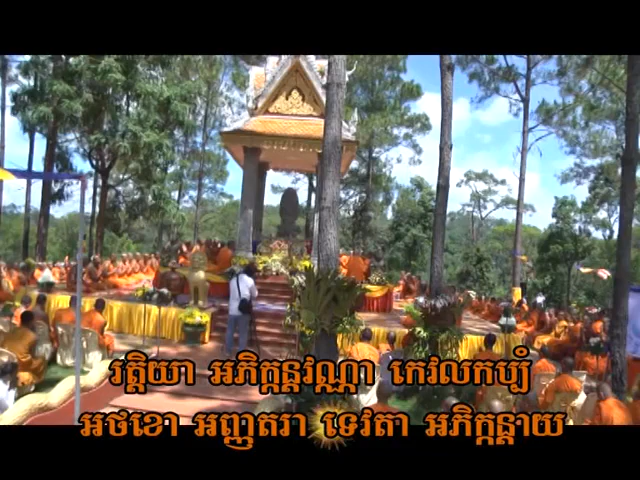 រត្តិយា អភិក្កន្តវណ្ណា កេវលកប្បំ
អថខោ អញ្ញតរា ទេវតា អភិក្កន្តាយ